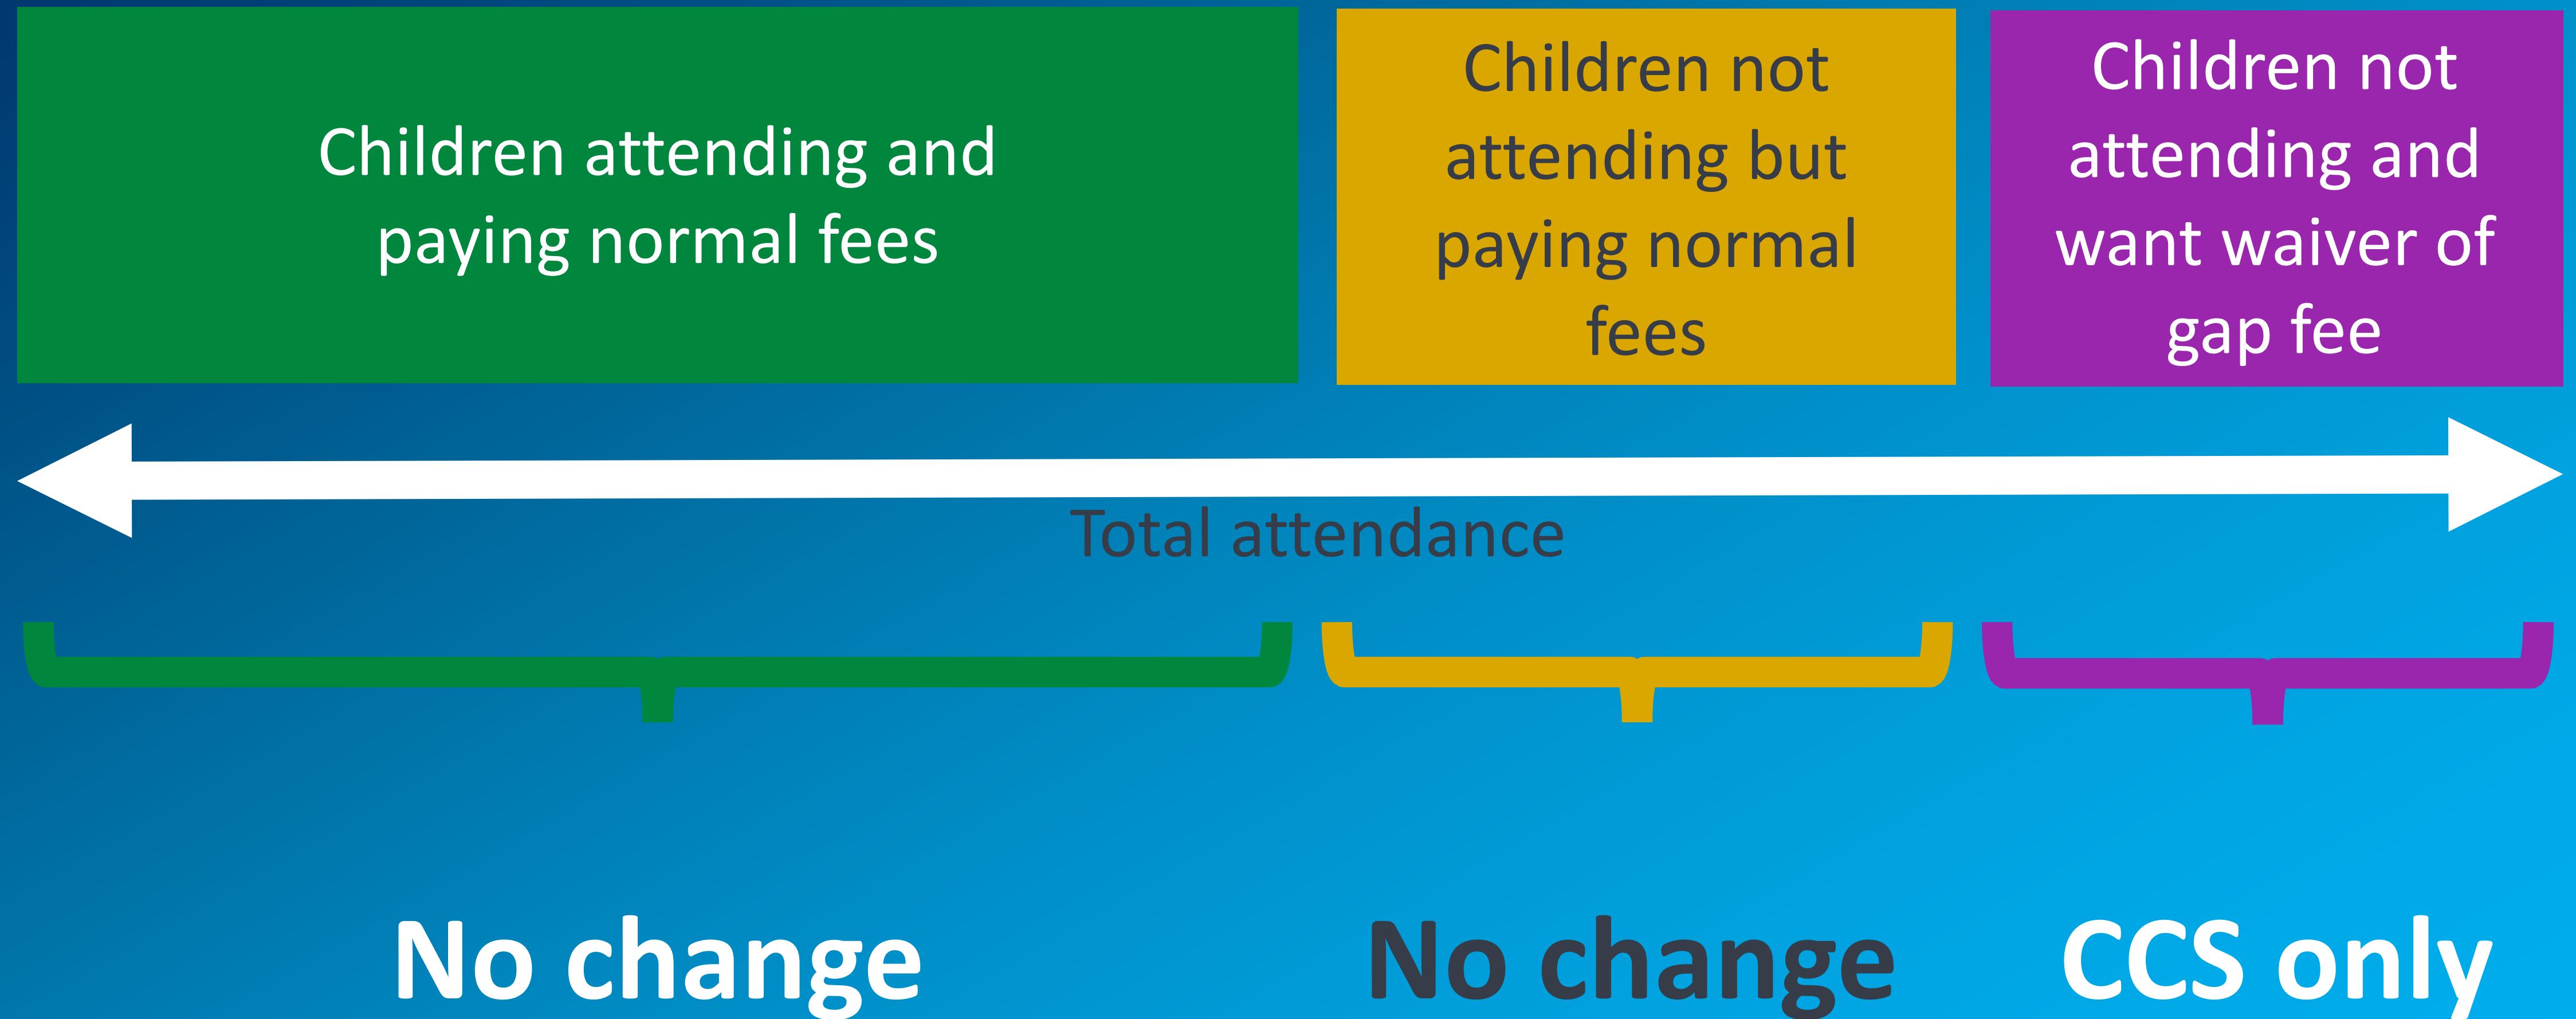 Children attending and
paying normal fees
Children not
attending but
paying normal
fees
Children not
attending and
want waiver of
gap fee
Total attendance
No change
No change
CCS only